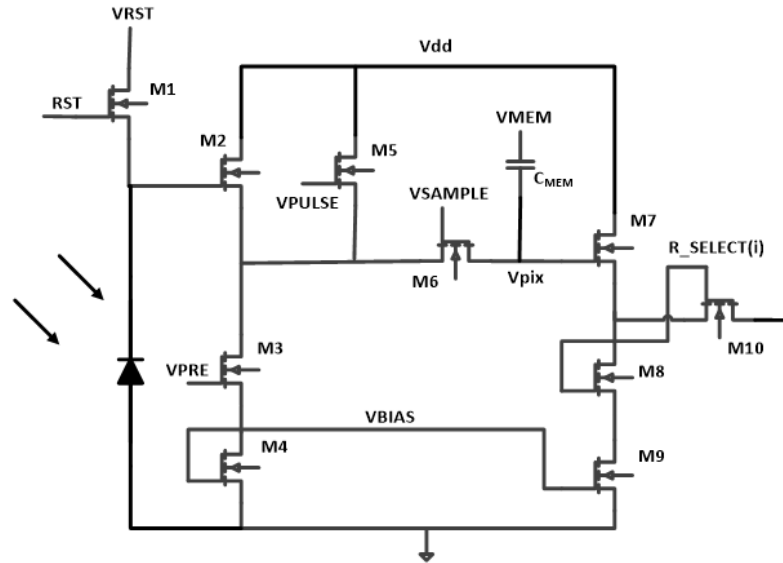 VRST
Vdd
M1
RST
VMEM
M2
M5
CMEM
VPULSE
VSAMPLE
M7
R_SELECT(i)
M6
Vpix
M3
M10
VPRE
M8
VBIAS
M4
M9